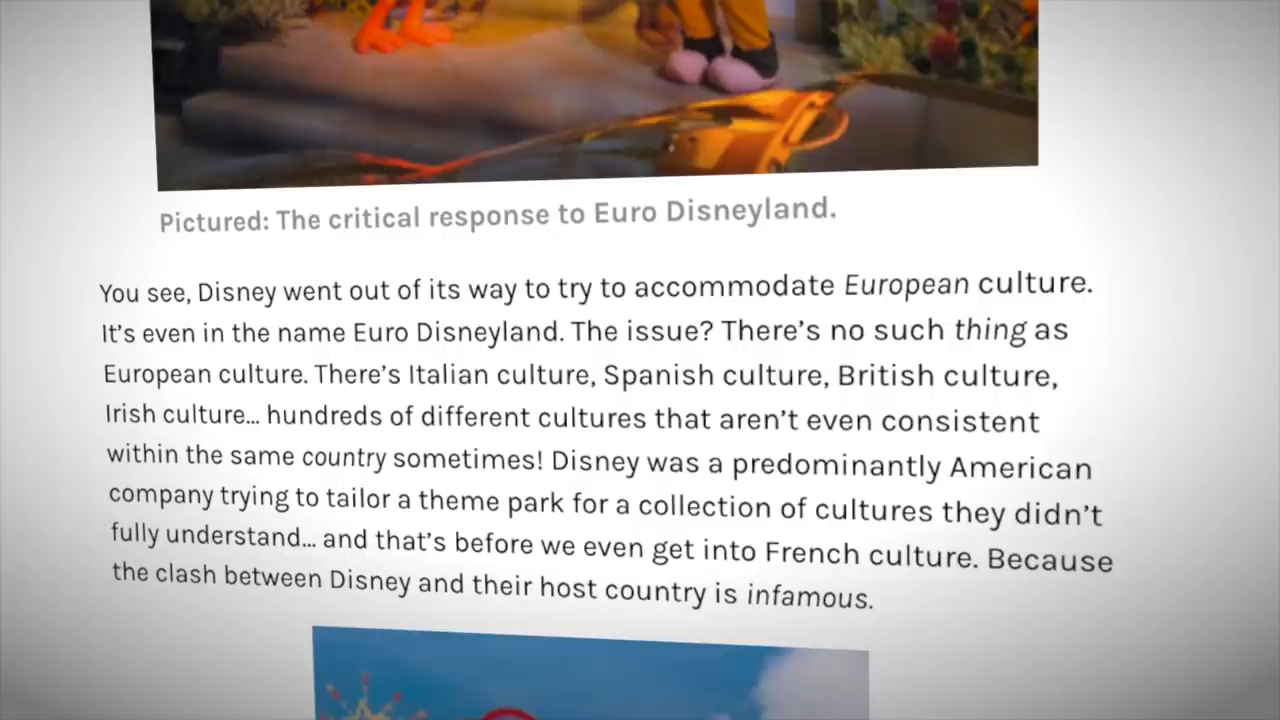 Pictured: The critical response to Euro Disneyland.
You see, Disney went out of its way to try to accommodate European culture.
It's even in the name Euro Disneyland. The issue? There's no such thing as
European culture. There's Italian culture, Spanish culture, British culture,
Irish culture... hundreds of different cultures that aren't even consistent
within the same country sometimes! Disney was a predominantly American
company trying to tailor a theme park for a collection of cultures they didn't
fully understand... and that's before we even get into French culture. Because
the clash between Disney and their host country is infamous.